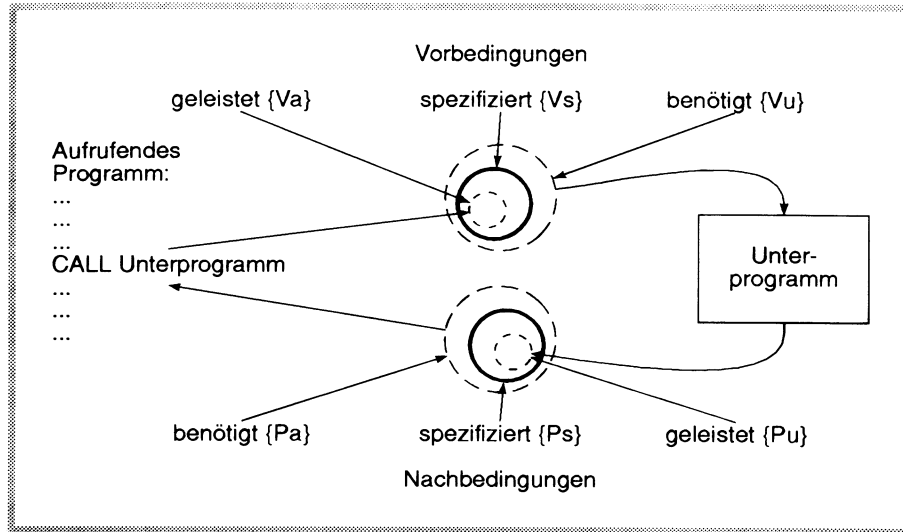 Vorbedingungen
geleistet {Va}
spezifiziert {Vs}
benötigt {Vu}
Aufrufendes
Programm:
...
...
...
CALL Unterprogramm
...
...
...
Unter-
programm
benötigt {Pa}
spezifiziert {Ps}
geleistet {Pu}
Nachbedingungen